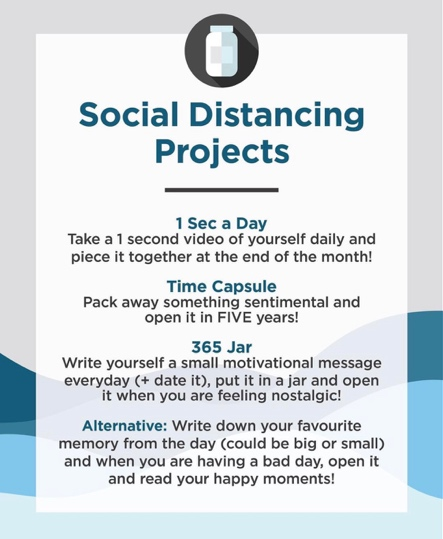 Social Distancing
Projects
1 Sec a Day
Take a 1 second video of yourself daily and
piece it together at the end of the month!
Time Capsule
Pack away something sentimental and
open it in FIVE years!
365 Jar
Write yourself a small motivational message
everyday (+ date it), put it in a jar and open
it when you are feeling nostalgic!
Alternative: Write down your favourite
memory from the day (could be big or small)
and when you are having a bad day, open it
and read your happy moments!